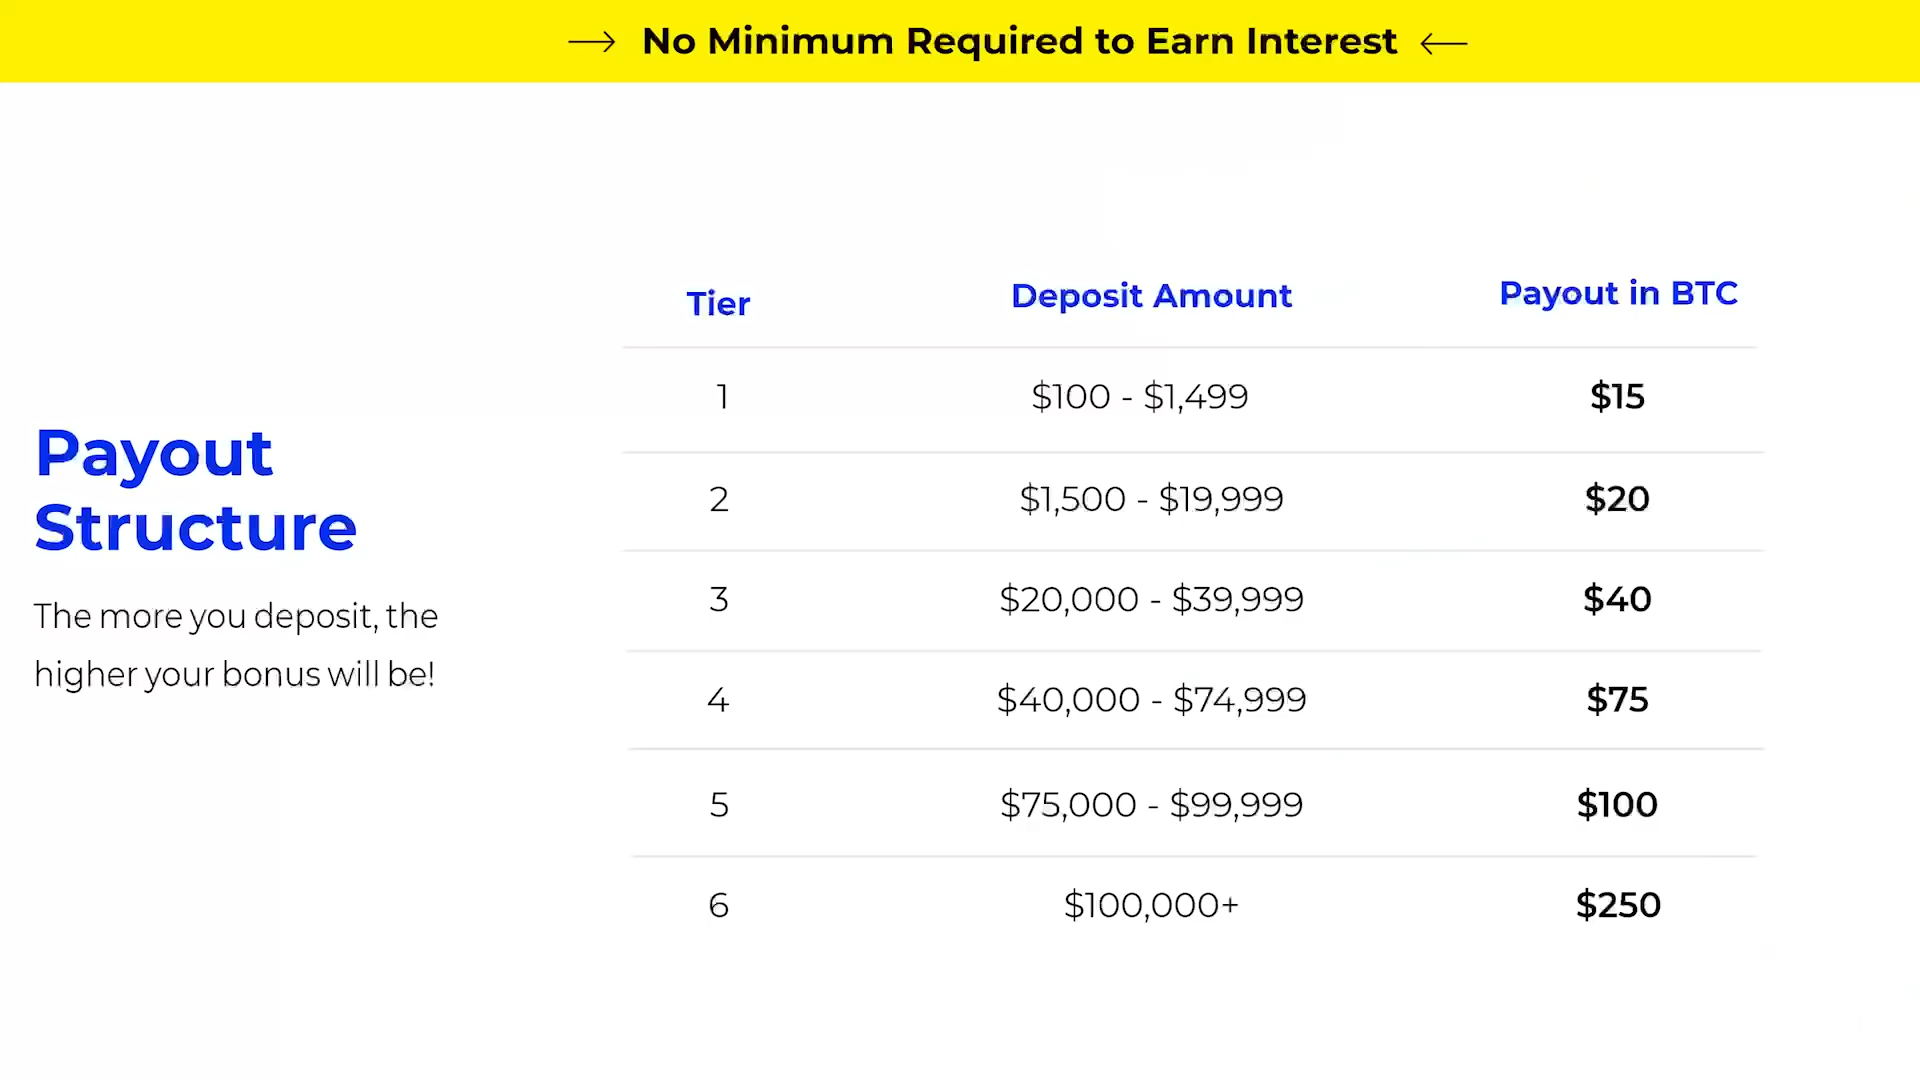 → No Minimum Required to Earn Interest ←
Payout
Structure
The more you deposit, the
higher your bonus will be!
Tier Deposit Amount Payout in BTC
1 $100 - $1,499 $15
2 $1,500 - $19,999 $20
3 $20,000 - $39,999 $40
4 $40,000 - $74,999 $75
5 $75,000 - $99,999 $100
6 $100,000+ $250